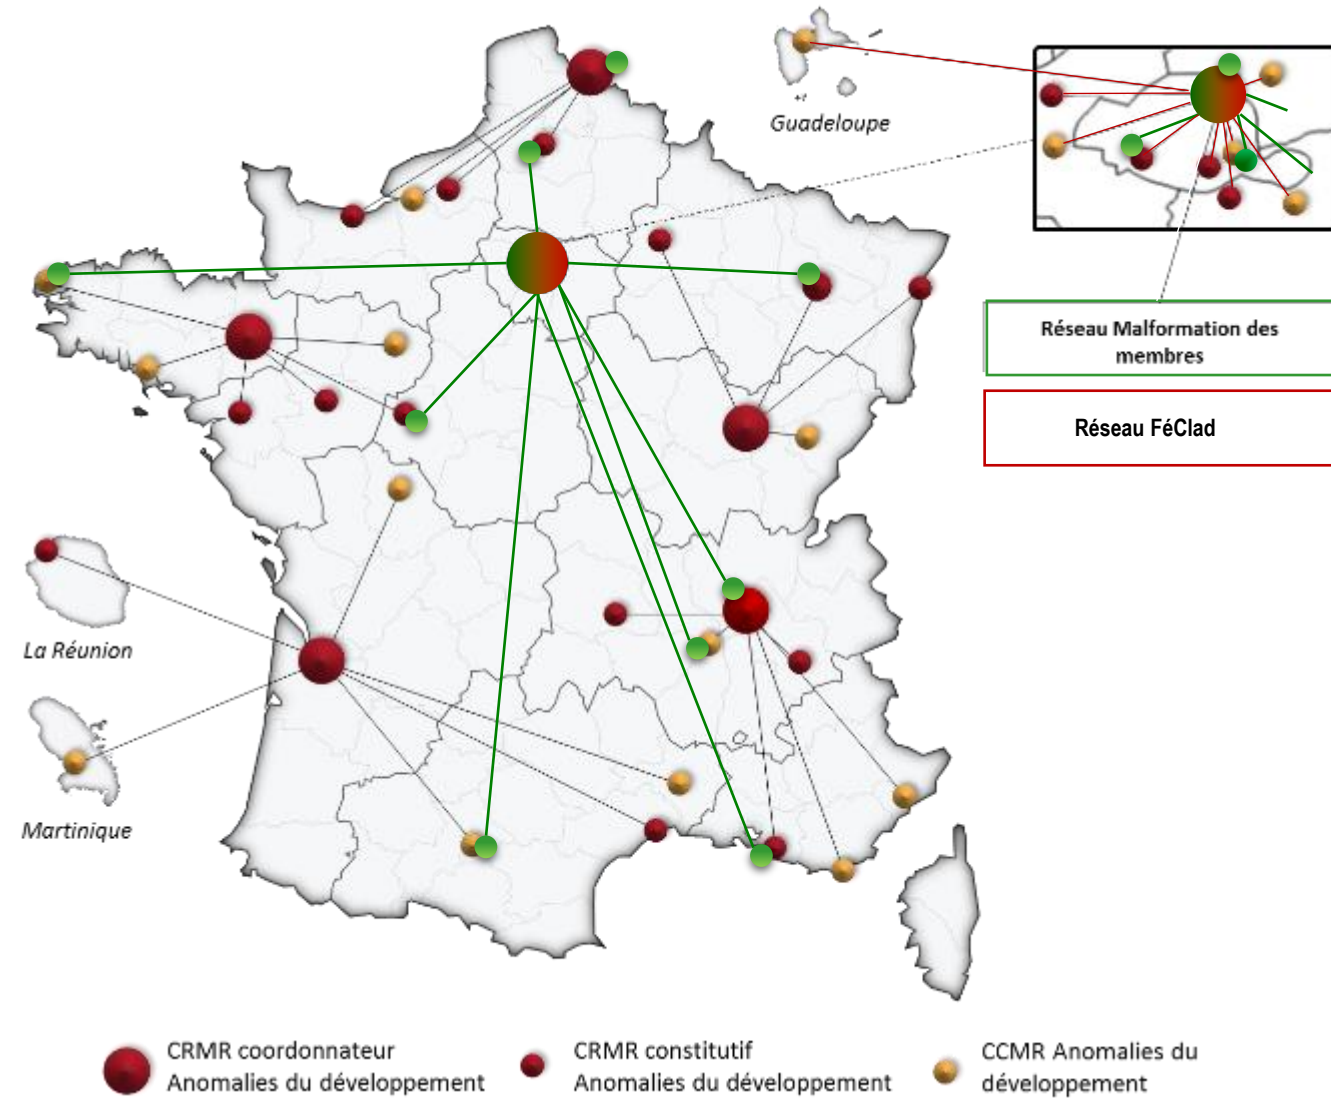 Guadeloupe
Réseau Malformation des
membres
Réseau FéClad
La Réunion
Martinique
CRMR coordonnateur
Anomalies du développement
CRMR constitutif
Anomalies du développement
CCMR Anomalies du
développement